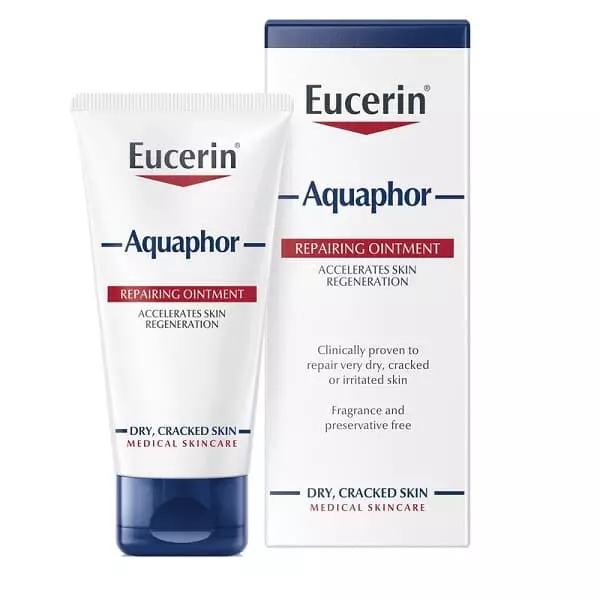 Eucerin®
Aquaphor
REPAIRING OINTMENT
ACCELERATES SKIN
REGENERATION
DRY, CRACKED SKIN
MEDICAL SKINCARE
Eucerin®
Aquaphor
REPAIRING OINTMENT
ACCELERATES SKIN
REGENERATION
Clinically proven to
repair very dry, cracked
or irritated skin
Fragrance and
preservative free
DRY, CRACKED SKIN
MEDICAL SKINCARE